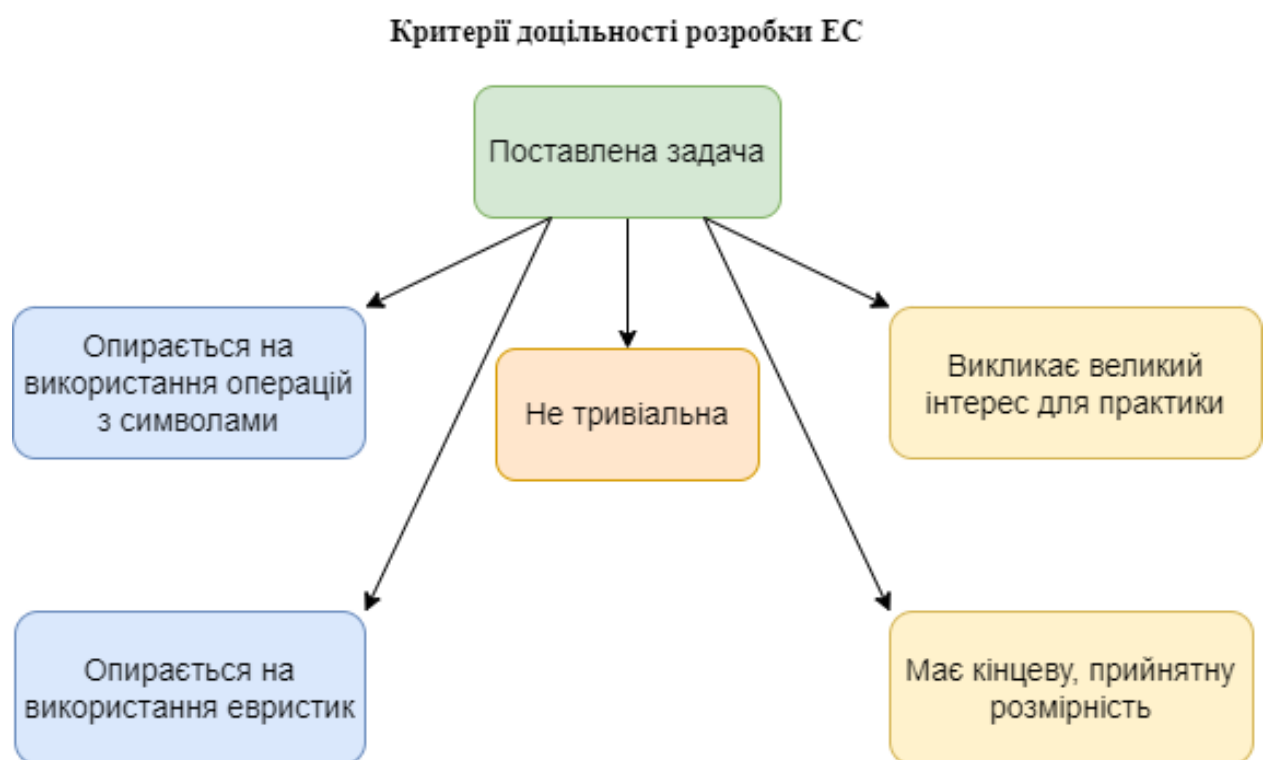 Критерії доцільності розробки ЕС
Поставлена задача
Опирається на
використання операцій
з символами
Не тривіальна
Викликає великий
інтерес для практики
Опирається на
використання евристик
Має кінцеву, прийнятну
розмірність